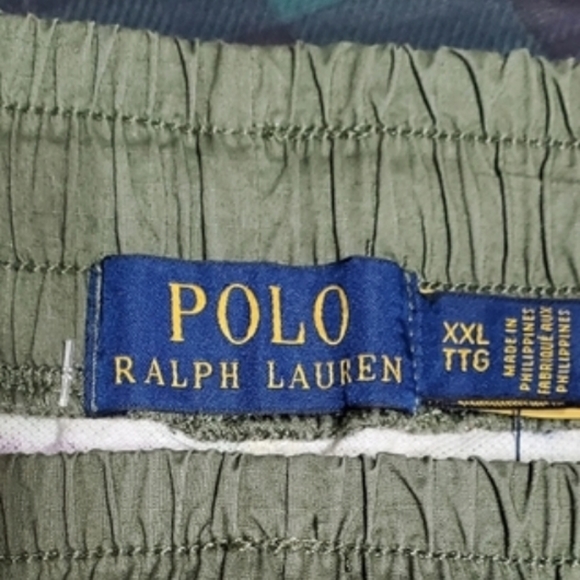 POLO
RALPH LAUREN
XXL
TTG
MADE IN
PHILIPPINES
FABRIQUÉ AUX
PHILIPPINES